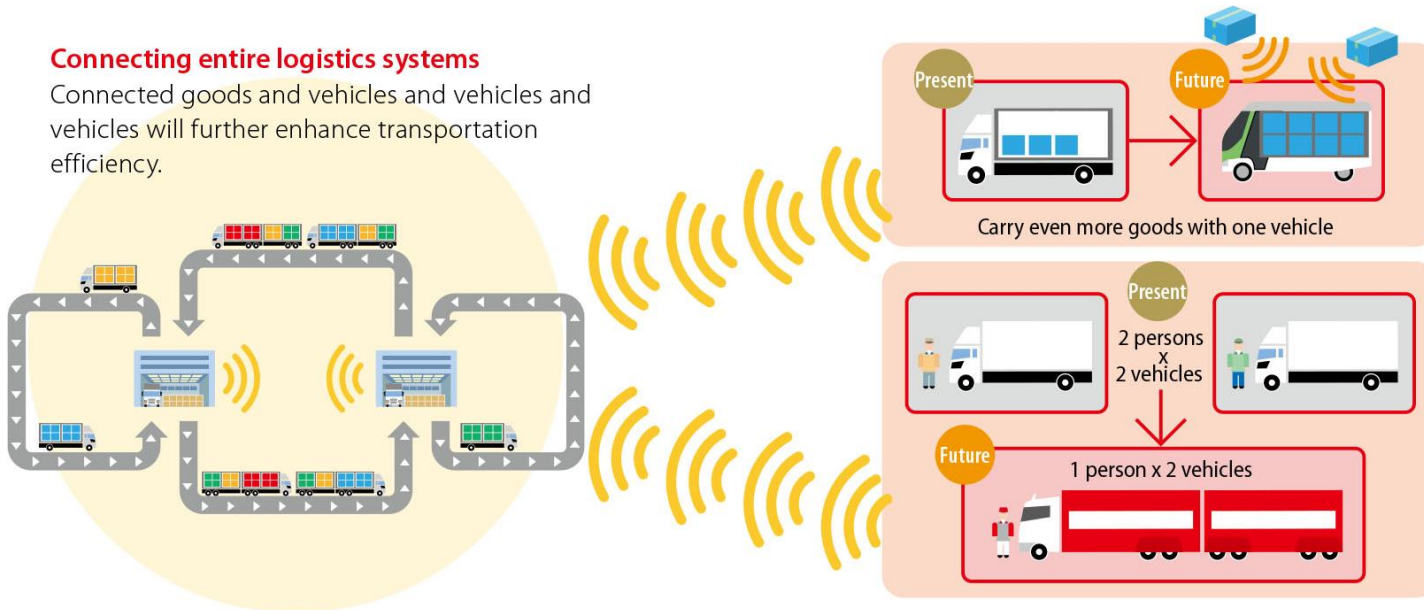 Connecting entire logistics systems
Connected goods and vehicles and vehicles and
vehicles will further enhance transportation
efficiency.
Present
Future
Carry even more goods with one vehicle
Present
2 persons
x
2 vehicles
Future
1 person x 2 vehicles